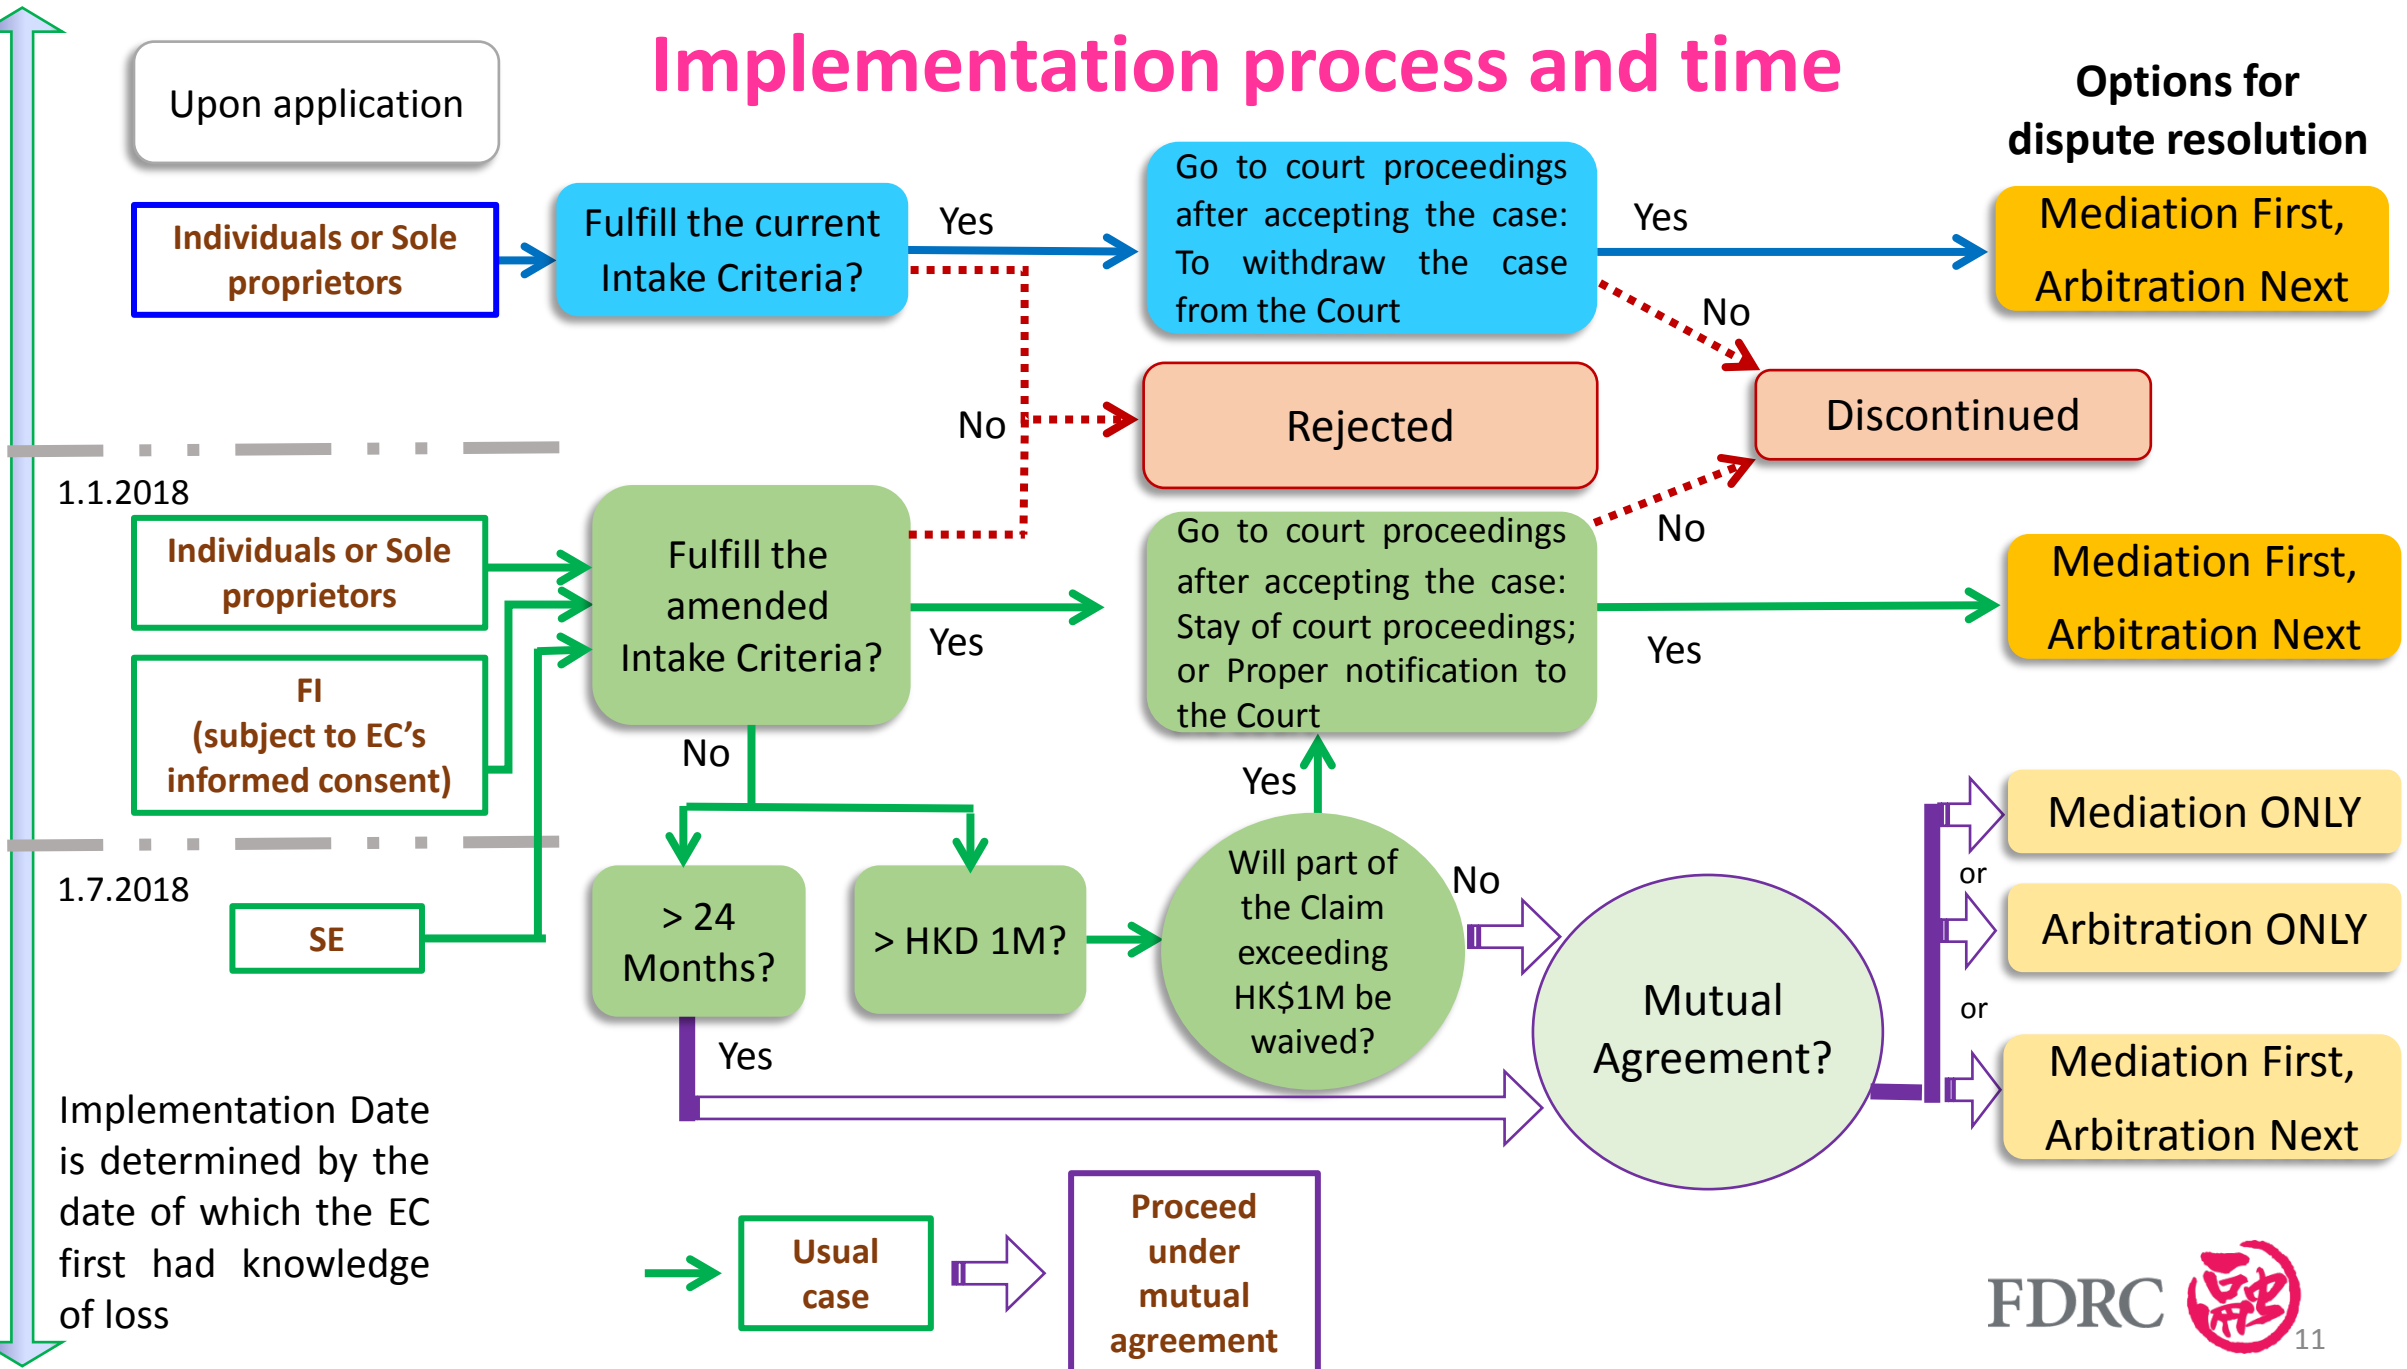 Implementation process and time
Upon application
Options for
dispute resolution
Individuals or Sole
proprietors
Fulfill the current
Intake Criteria?
Yes
Go to court proceedings
after accepting the case:
To withdraw the case
from the Court
Yes
Mediation First,
Arbitration Next
No
No
Rejected
Discontinued
1.1.2018
Individuals or Sole
proprietors
FI
(subject to EC’s
informed consent)
Fulfill the
amended
Intake Criteria?
Yes
Go to court proceedings
after accepting the case:
Stay of court proceedings;
or Proper notification to
the Court
No
Yes
Mediation First,
Arbitration Next
No
Yes
1.7.2018
SE
> 24
Months?
> HKD 1M?
Will part of
the Claim
exceeding
HK$1M be
waived?
No
Yes
Mutual
Agreement?
Mediation ONLY
or
Arbitration ONLY
or
Mediation First,
Arbitration Next
Implementation Date
is determined by the
date of which the EC
first had knowledge
of loss
Usual
case
Proceed
under
mutual
agreement
FDRC
融
11